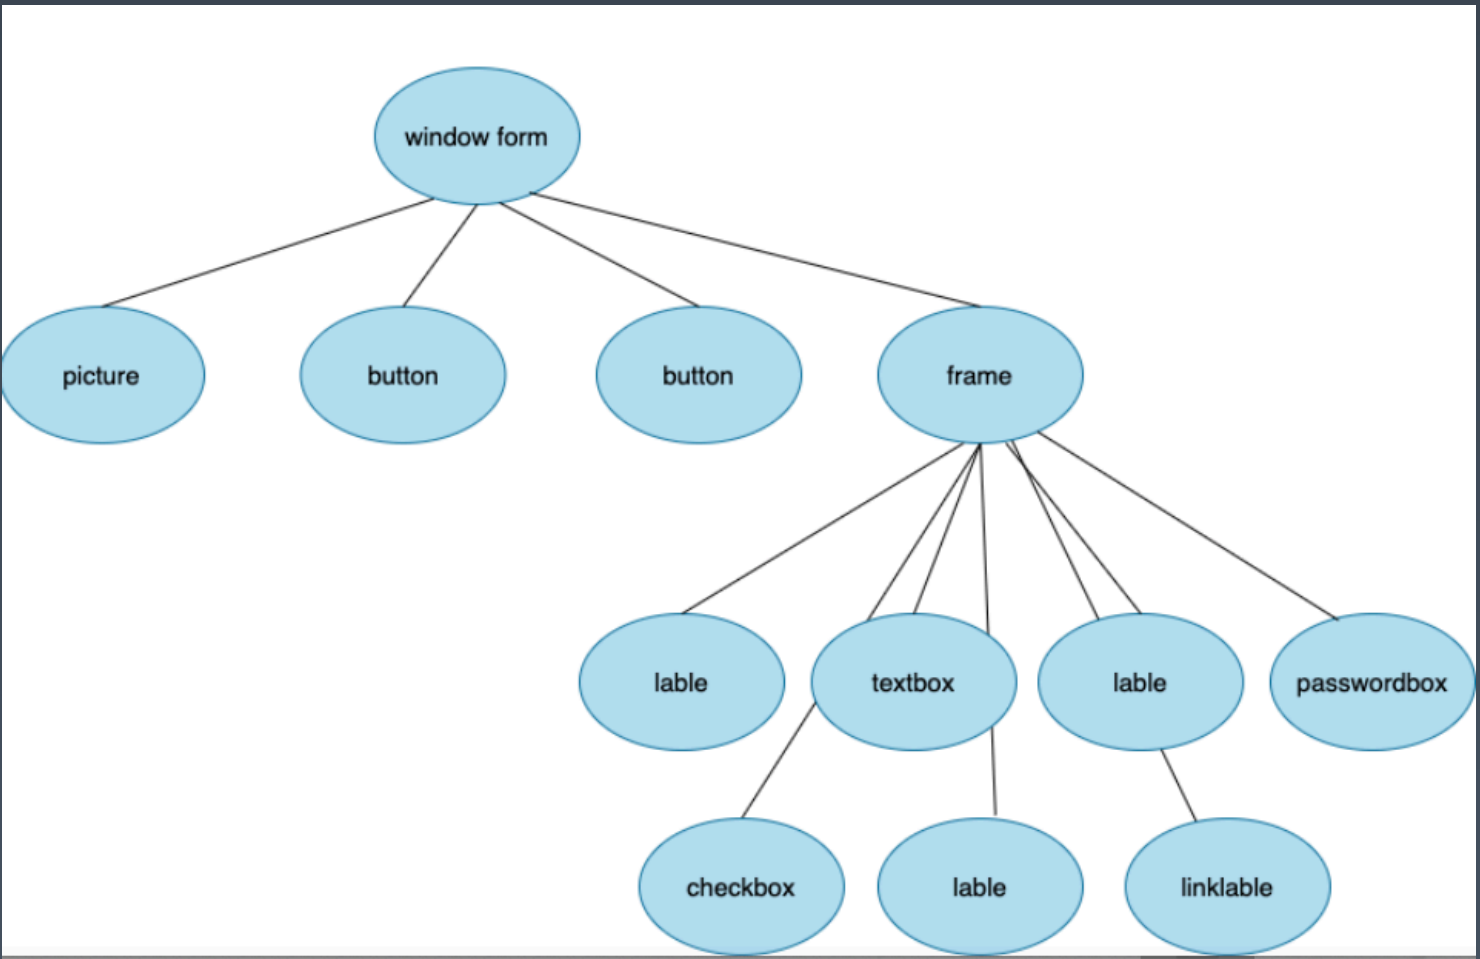 window form
picture
button
button
frame
lable
textbox
lable
passwordbox
checkbox
lable
linklable